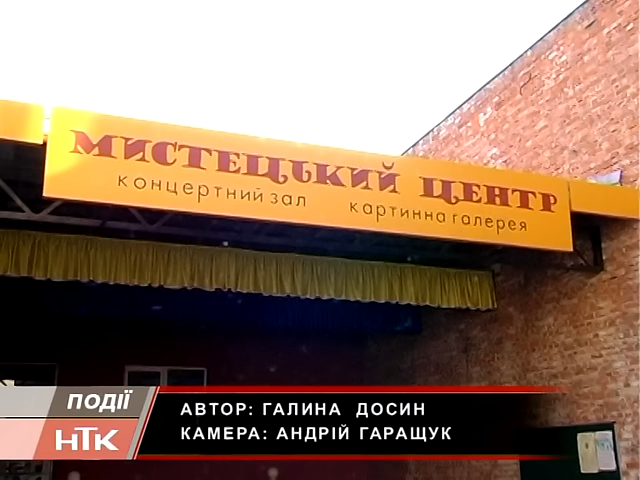 МИСТЕЦЬКИЙ ЦЕНТР
концертний зал картинна галерея
ПОДІЇ
НТК
АВТОР: ГАЛИНА ДОСИН
КАМЕРА: АНДРІЙ ГАРАЩУК